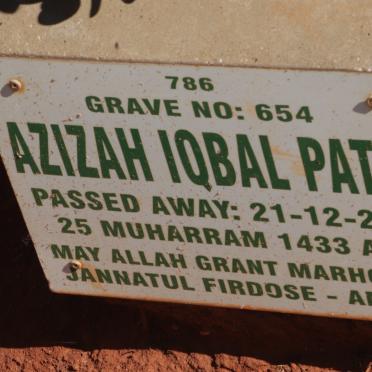 786
GRAVE NO: 654
AZIZAH IQBAL PAT
PASSED AWAY: 21-12-2
25 MUHARRAM 1433 A
MAY ALLAH GRANT MARHO
JANNATUL FIRDOSE - A